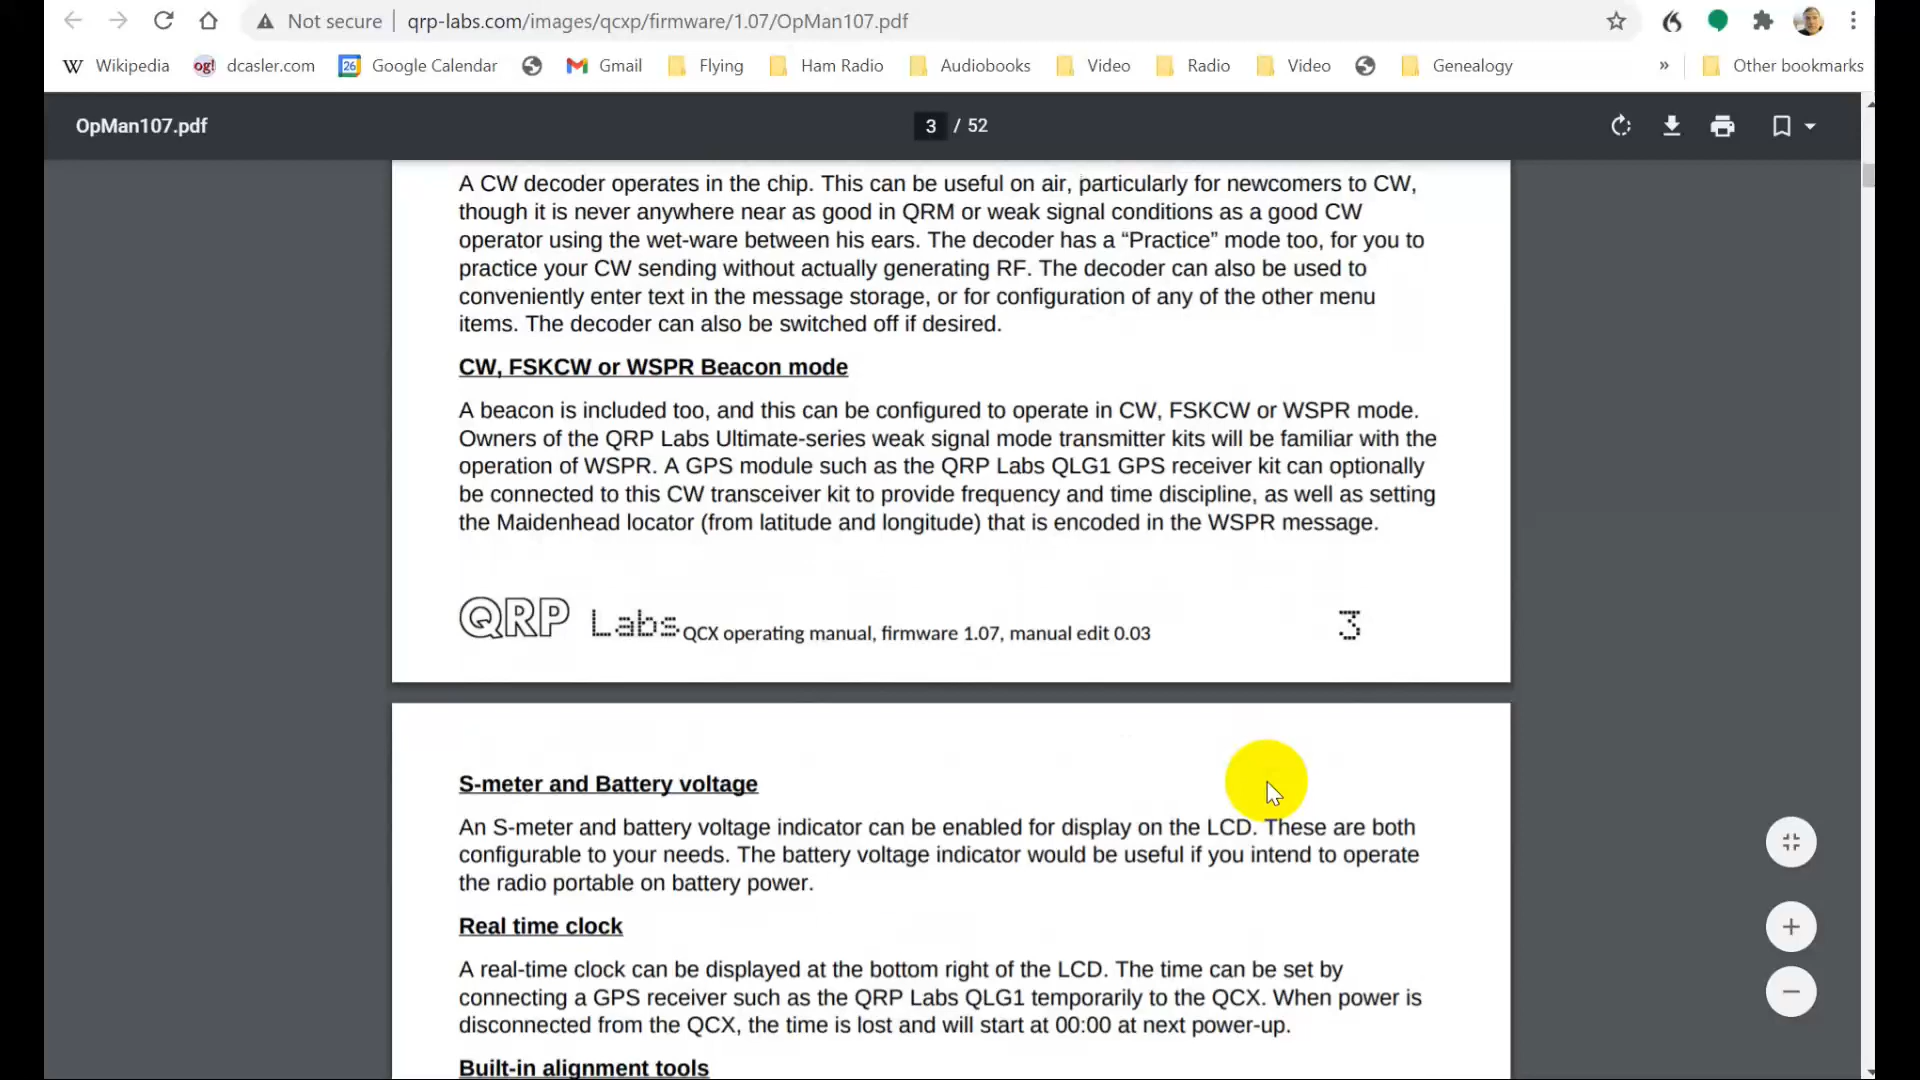 Not secure
qrp-labs.com/images/qcxp/firmware/1.07/OpMan107.pdf
W Wikipedia
og! dcasler.com
26 Google Calendar
Gmail
Flying
Ham Radio
Audiobooks
Video
Radio
Video
Genealogy
»
Other bookmarks
OpMan107.pdf
3 / 52
A CW decoder operates in the chip. This can be useful on air, particularly for newcomers to CW,
though it is never anywhere near as good in QRM or weak signal conditions as a good CW
operator using the wet-ware between his ears. The decoder has a “Practice” mode too, for you to
practice your CW sending without actually generating RF. The decoder can also be used to
conveniently enter text in the message storage, or for configuration of any of the other menu
items. The decoder can also be switched off if desired.
CW, FSKCW or WSPR Beacon mode
A beacon is included too, and this can be configured to operate in CW, FSKCW or WSPR mode.
Owners of the QRP Labs Ultimate-series weak signal mode transmitter kits will be familiar with the
operation of WSPR. A GPS module such as the QRP Labs QLG1 GPS receiver kit can optionally
be connected to this CW transceiver kit to provide frequency and time discipline, as well as setting
the Maidenhead locator (from latitude and longitude) that is encoded in the WSPR message.
QRP Labs QCX operating manual, firmware 1.07, manual edit 0.03 3
S-meter and Battery voltage
An S-meter and battery voltage indicator can be enabled for display on the LCD. These are both
configurable to your needs. The battery voltage indicator would be useful if you intend to operate
the radio portable on battery power.
Real time clock
A real-time clock can be displayed at the bottom right of the LCD. The time can be set by
connecting a GPS receiver such as the QRP Labs QLG1 temporarily to the QCX. When power is
disconnected from the QCX, the time is lost and will start at 00:00 at next power-up.
Built-in alignment tools